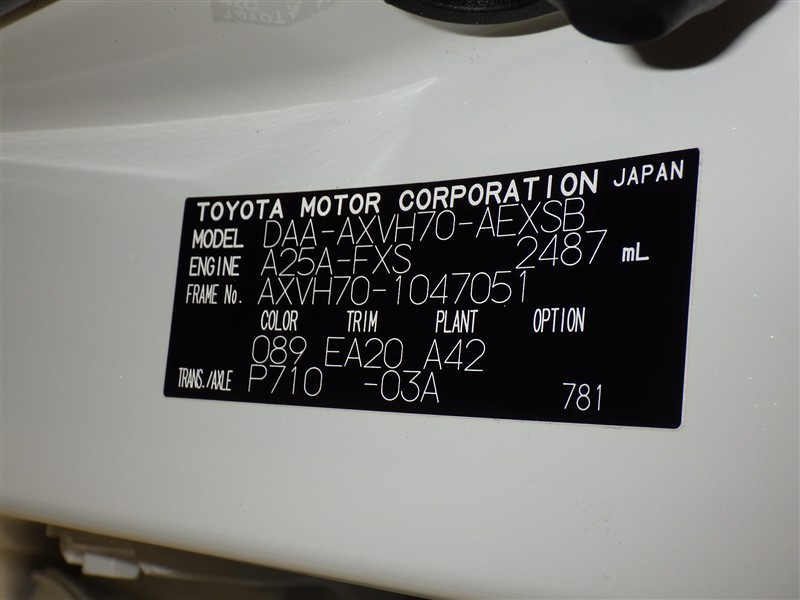 TOYOTA MOTOR CORPORATION JAPAN
MODEL DAA-AXVH70-AEXSB
ENGINE A25A-FXS 2487 mL
FRAME No. AXVH70-1047051
COLOR TRIM PLANT OPTION
089 EA20 A42
TRANS./AXLE P710 -03A 781